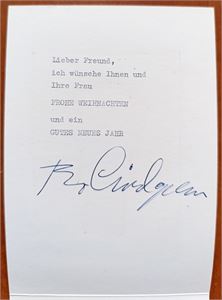 Lieber Freund,
ich wünsche Ihnen und
Ihre Frau
FROHE WEIHNACHTEN
und ein
GUTES NEUES JAHR